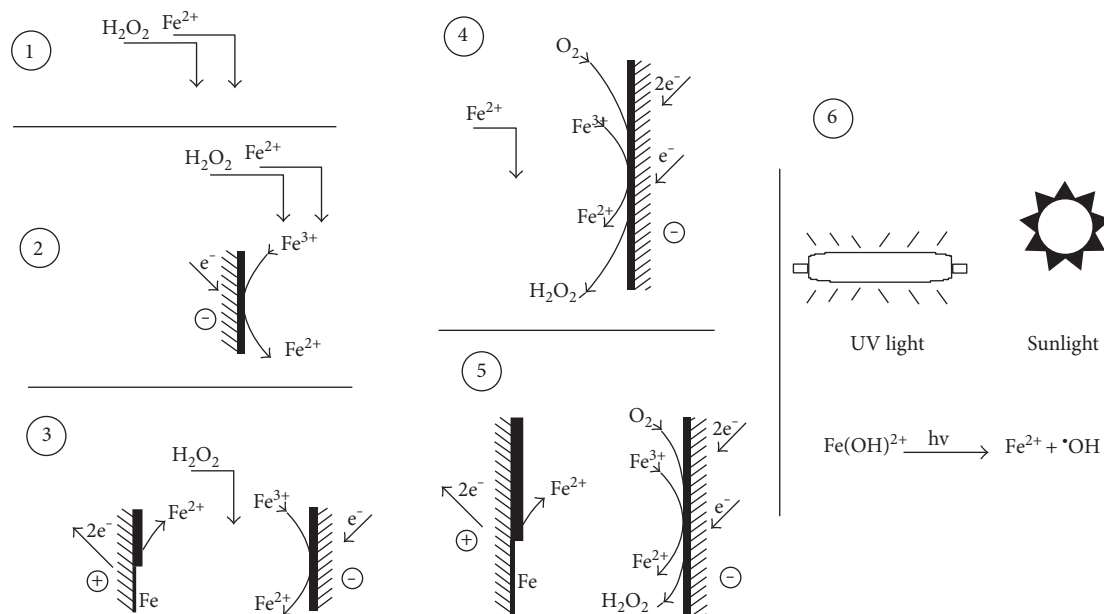 1
H₂O₂ Fe²⁺
2
H₂O₂ Fe²⁺
Fe³⁺
e⁻
−
Fe²⁺
3
H₂O₂
Fe²⁺
2e⁻
+
Fe
Fe³⁺
e⁻
−
Fe²⁺
4
O₂
2e⁻
Fe²⁺
Fe³⁺
e⁻
Fe²⁺
−
H₂O₂
5
2e⁻
Fe²⁺
+
Fe
O₂
2e⁻
Fe³⁺
e⁻
Fe²⁺
−
H₂O₂
6
UV light Sunlight
Fe(OH)²⁺ hv Fe²⁺ + •OH